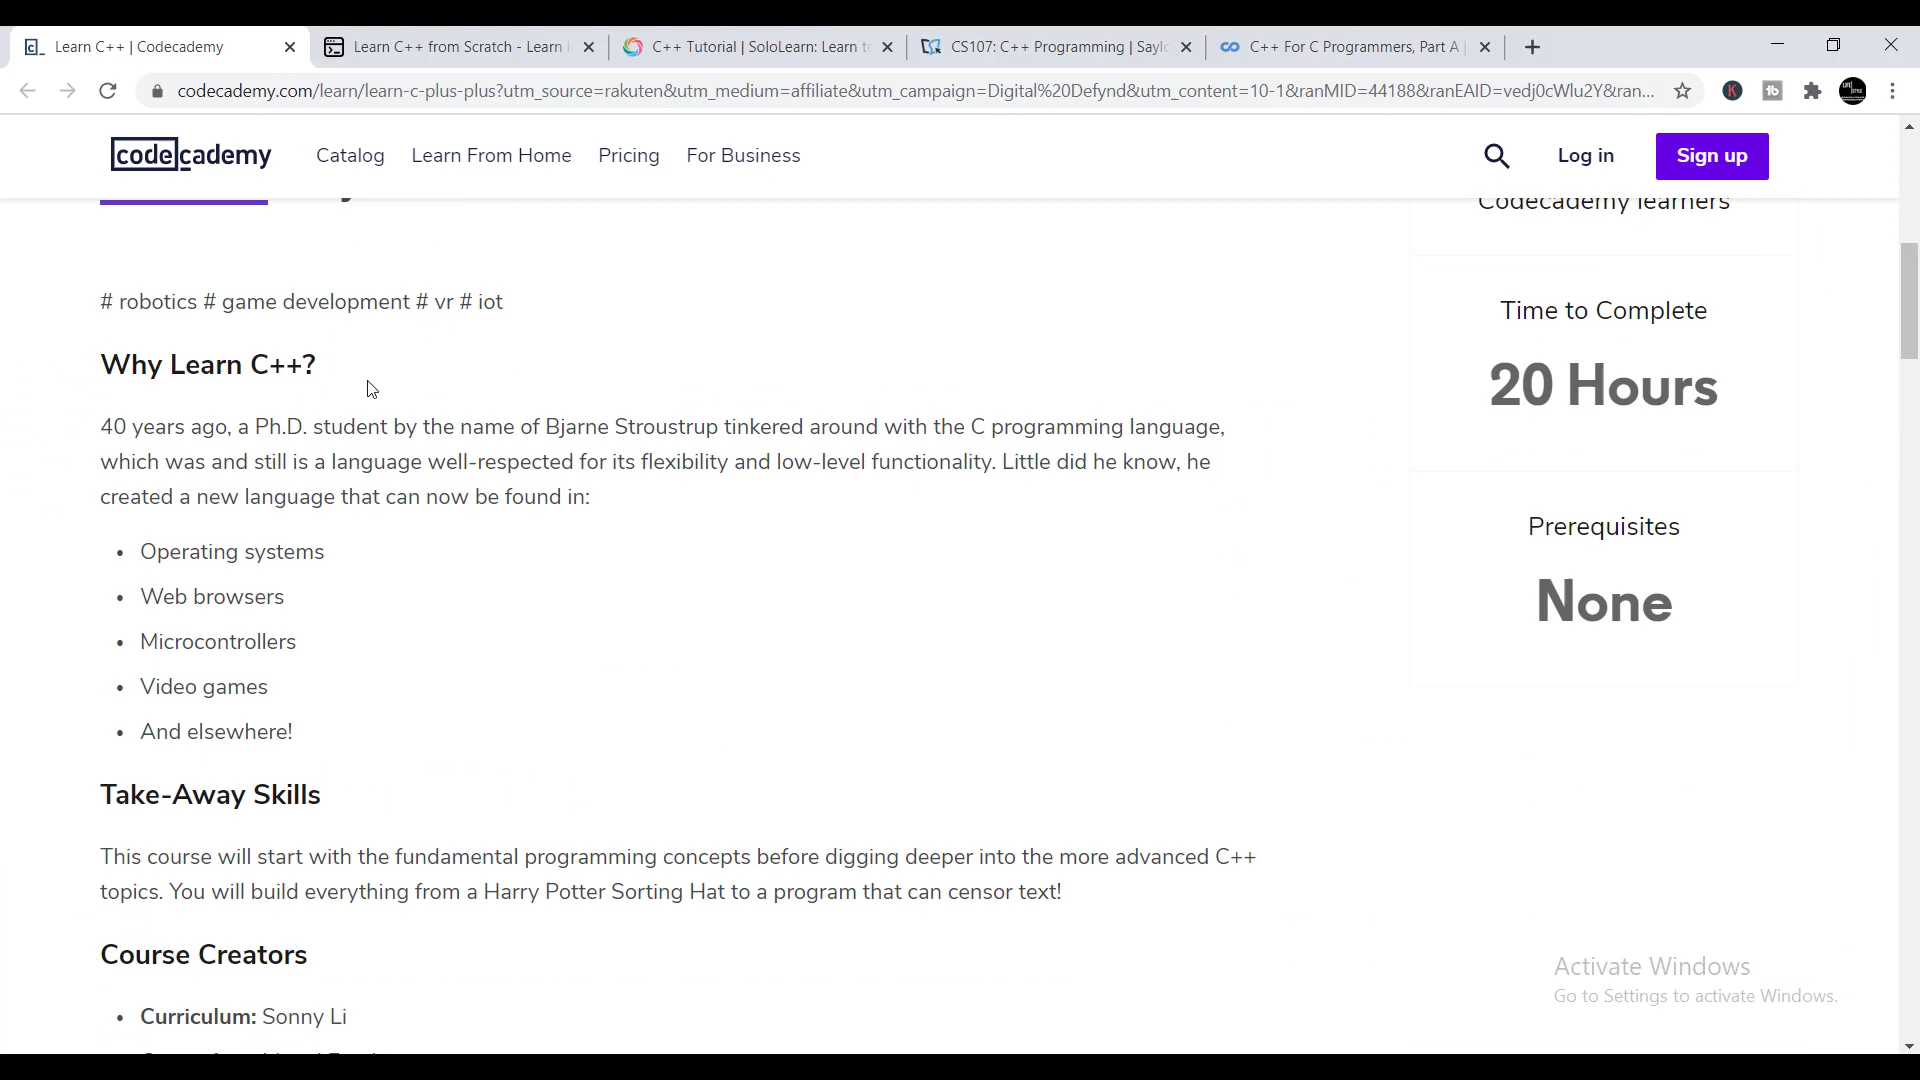 Learn C++ | Codecademy
Learn C++ from Scratch - Learn
C++ Tutorial | SoloLearn: Learn t
CS107: C++ Programming | Sayl
C++ For C Programmers, Part A |
codecademy.com/learn/learn-c-plus-plus?utm_source=rakuten&utm_medium=affiliate&utm_campaign=Digital%20Defynd&utm_content=10-1&ranMID=44188&ranEAID=vedj0cWlu2Y&ran...
codecademy
Catalog
Learn From Home
Pricing
For Business
Log in
Sign up
Codecademy learners
# robotics # game development # vr # iot
Time to Complete
20 Hours
Why Learn C++?
40 years ago, a Ph.D. student by the name of Bjarne Stroustrup tinkered around with the C programming language,
which was and still is a language well-respected for its flexibility and low-level functionality. Little did he know, he
created a new language that can now be found in:
Prerequisites
None
• Operating systems
• Web browsers
• Microcontrollers
• Video games
• And elsewhere!
Take-Away Skills
This course will start with the fundamental programming concepts before digging deeper into the more advanced C++
topics. You will build everything from a Harry Potter Sorting Hat to a program that can censor text!
Course Creators
• Curriculum: Sonny Li
Activate Windows
Go to Settings to activate Windows.